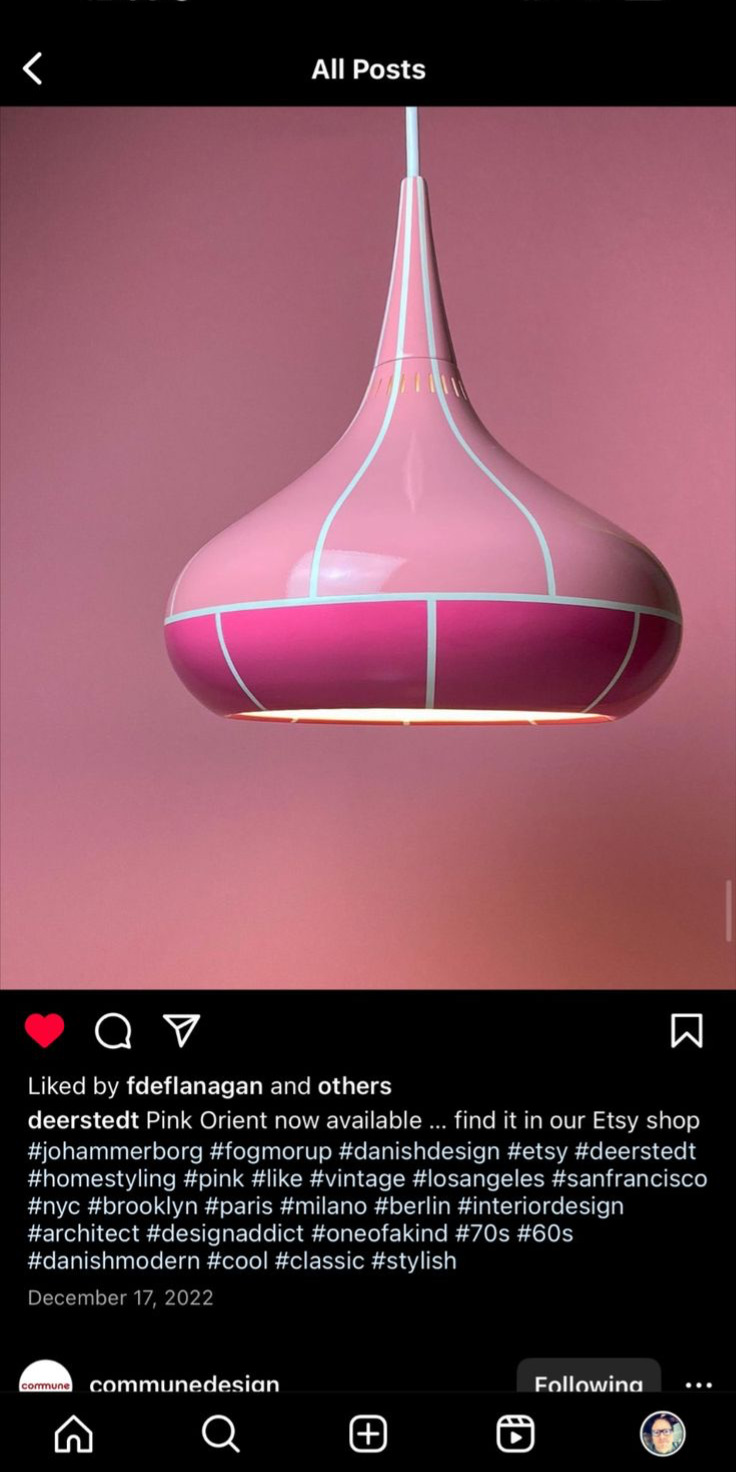 All Posts
Liked by fdeflanagan and others
deerstedt Pink Orient now available ... find it in our Etsy shop
#johammerborg #fogmorup #danishdesign #etsy #deerstedt
#homestyling #pink #like #vintage #losangeles #sanfrancisco
#nyc #brooklyn #paris #milano #berlin #interiordesign
#architect #designaddict #oneofakind #70s #60s
#danishmodern #cool #classic #stylish
December 17, 2022
commune communedesign Following